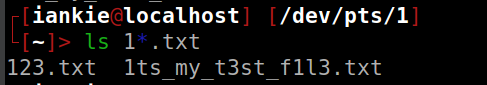 ┌[iankie@localhost] [/dev/pts/1]
└[~]> ls 1*.txt
123.txt  1ts_my_t3st_f1l3.txt